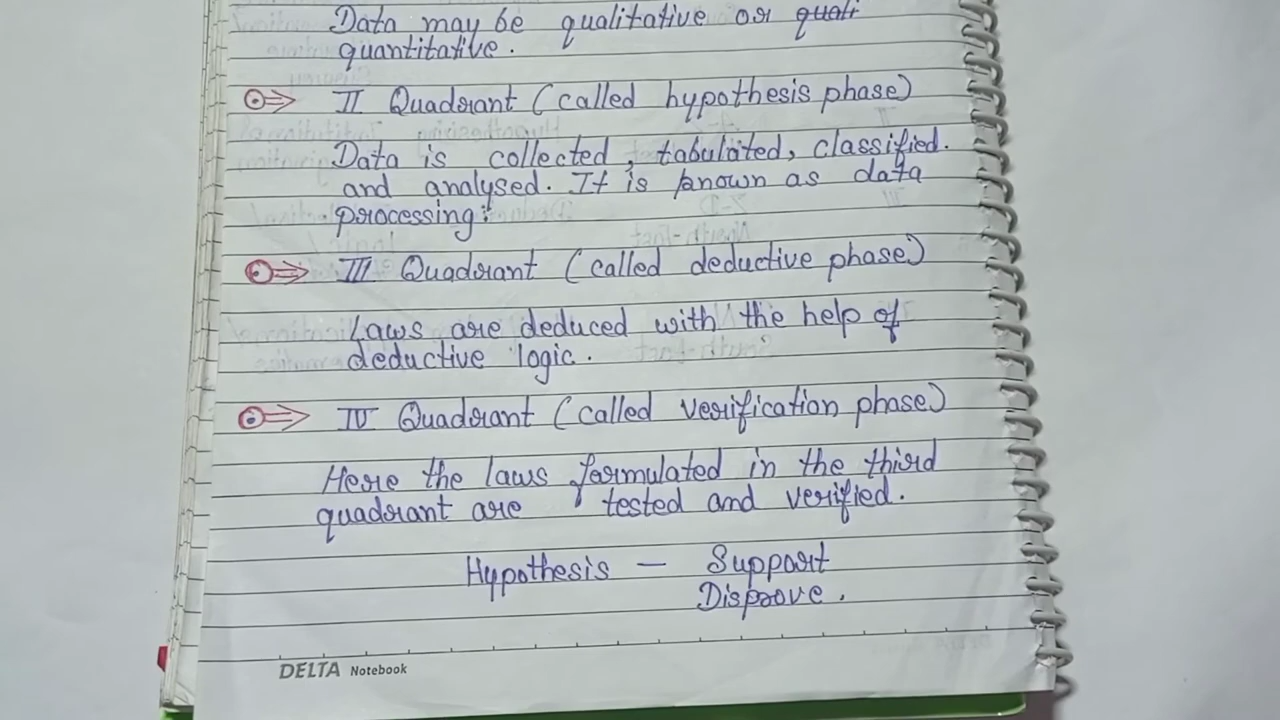 Data may be qualitative or quali
quantitative.
II Quadrant (called hypothesis phase)
Data is collected, tabulated, classified.
and analysed. It is known as data
processing.
III Quadrant (called deductive phase)
Laws are deduced with the help of
deductive logic.
IV Quadrant (called verification phase)
Here the laws formulated in the third
quadrant are tested and verified.
Hypothesis — Support
Disprove.
DELTA Notebook